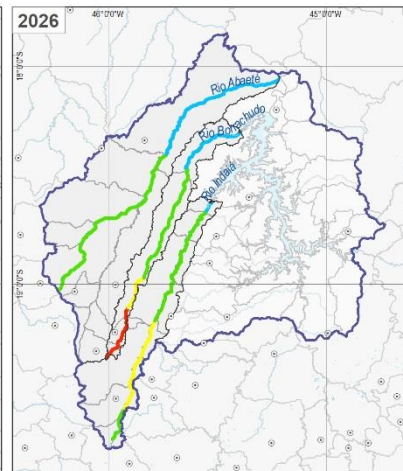 2026
46°0'0"W
45°0'0"W
18°0'0"S
Rio Abaeté
Rio Borrachudo
Rio Indaiá
19°0'0"S